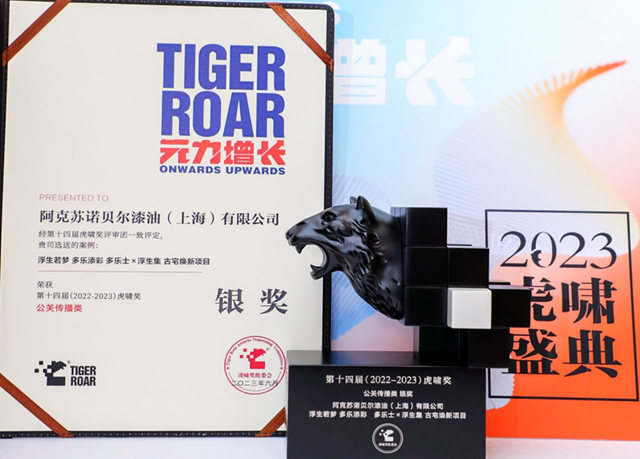 TIGER
ROAR
元力增长
ONWARDS UPWARDS
PRESENTED TO
阿克苏诺贝尔漆油（上海）有限公司
经第十四届虎啸奖评审团一致评定，
贵司选送的案例：
浮生若梦 多乐添彩 多乐士×浮生集 古宅焕新项目
荣获
第十四届(2022-2023)虎啸奖
公关传播类
银奖
TIGER
ROAR
Tiger Roar Awards Organizing Committee
虎啸奖组委会
二〇二三年六月
增长
2023
虎啸
盛典
第十四届(2022-2023)虎啸奖
公关传播类 银奖
阿克苏诺贝尔漆油（上海）有限公司
浮生若梦 多乐添彩 多乐士×浮生集 古宅焕新项目